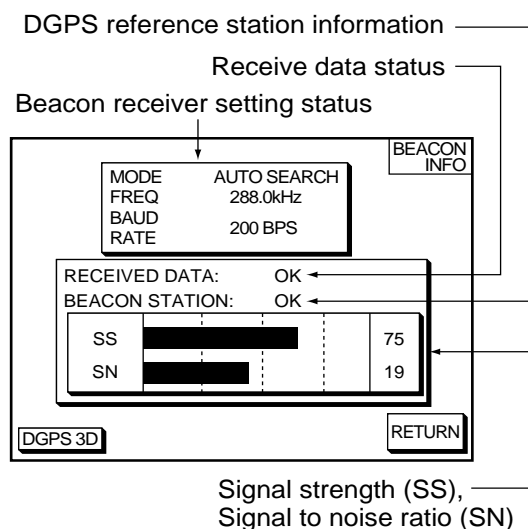 DGPS reference station information
Receive data status
Beacon receiver setting status
BEACON
INFO
MODE AUTO SEARCH
FREQ 288.0kHz
BAUD
RATE 200 BPS
RECEIVED DATA: OK
BEACON STATION: OK
SS 75
SN 19
DGPS 3D
RETURN
Signal strength (SS),
Signal to noise ratio (SN)